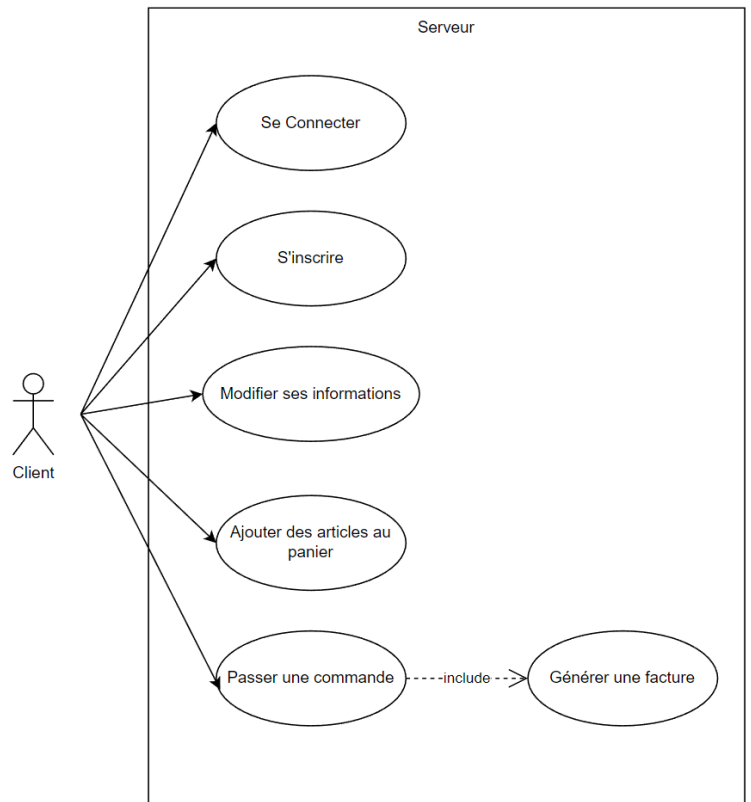 Serveur
Se Connecter
S'inscrire
Modifier ses informations
Client
Ajouter des articles au
panier
Passer une commande
include
Générer une facture